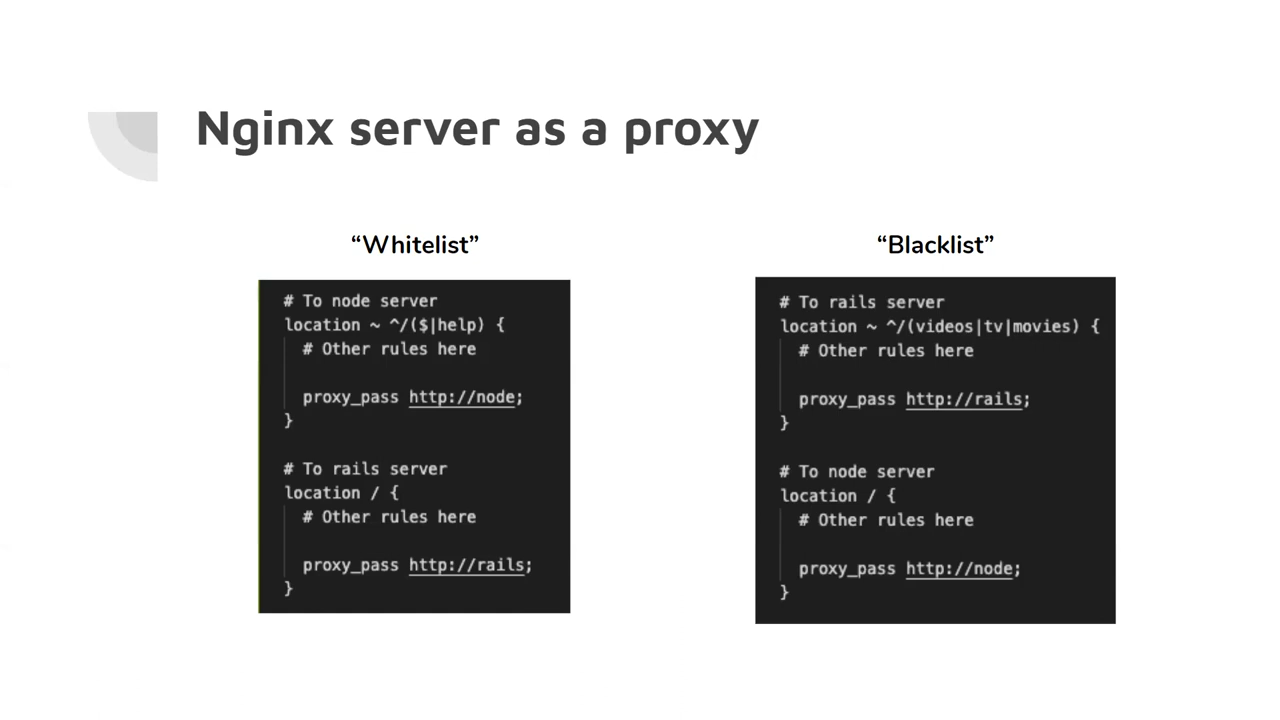 Nginx server as a proxy
“Whitelist”
# To node server
location ~ ^/($|help) {
# Other rules here
proxy_pass http://node;
}
# To rails server
location / {
# Other rules here
proxy_pass http://rails;
}
“Blacklist”
# To rails server
location ~ ^/(videos|tv|movies) {
# Other rules here
proxy_pass http://rails;
}
# To node server
location / {
# Other rules here
proxy_pass http://node;
}